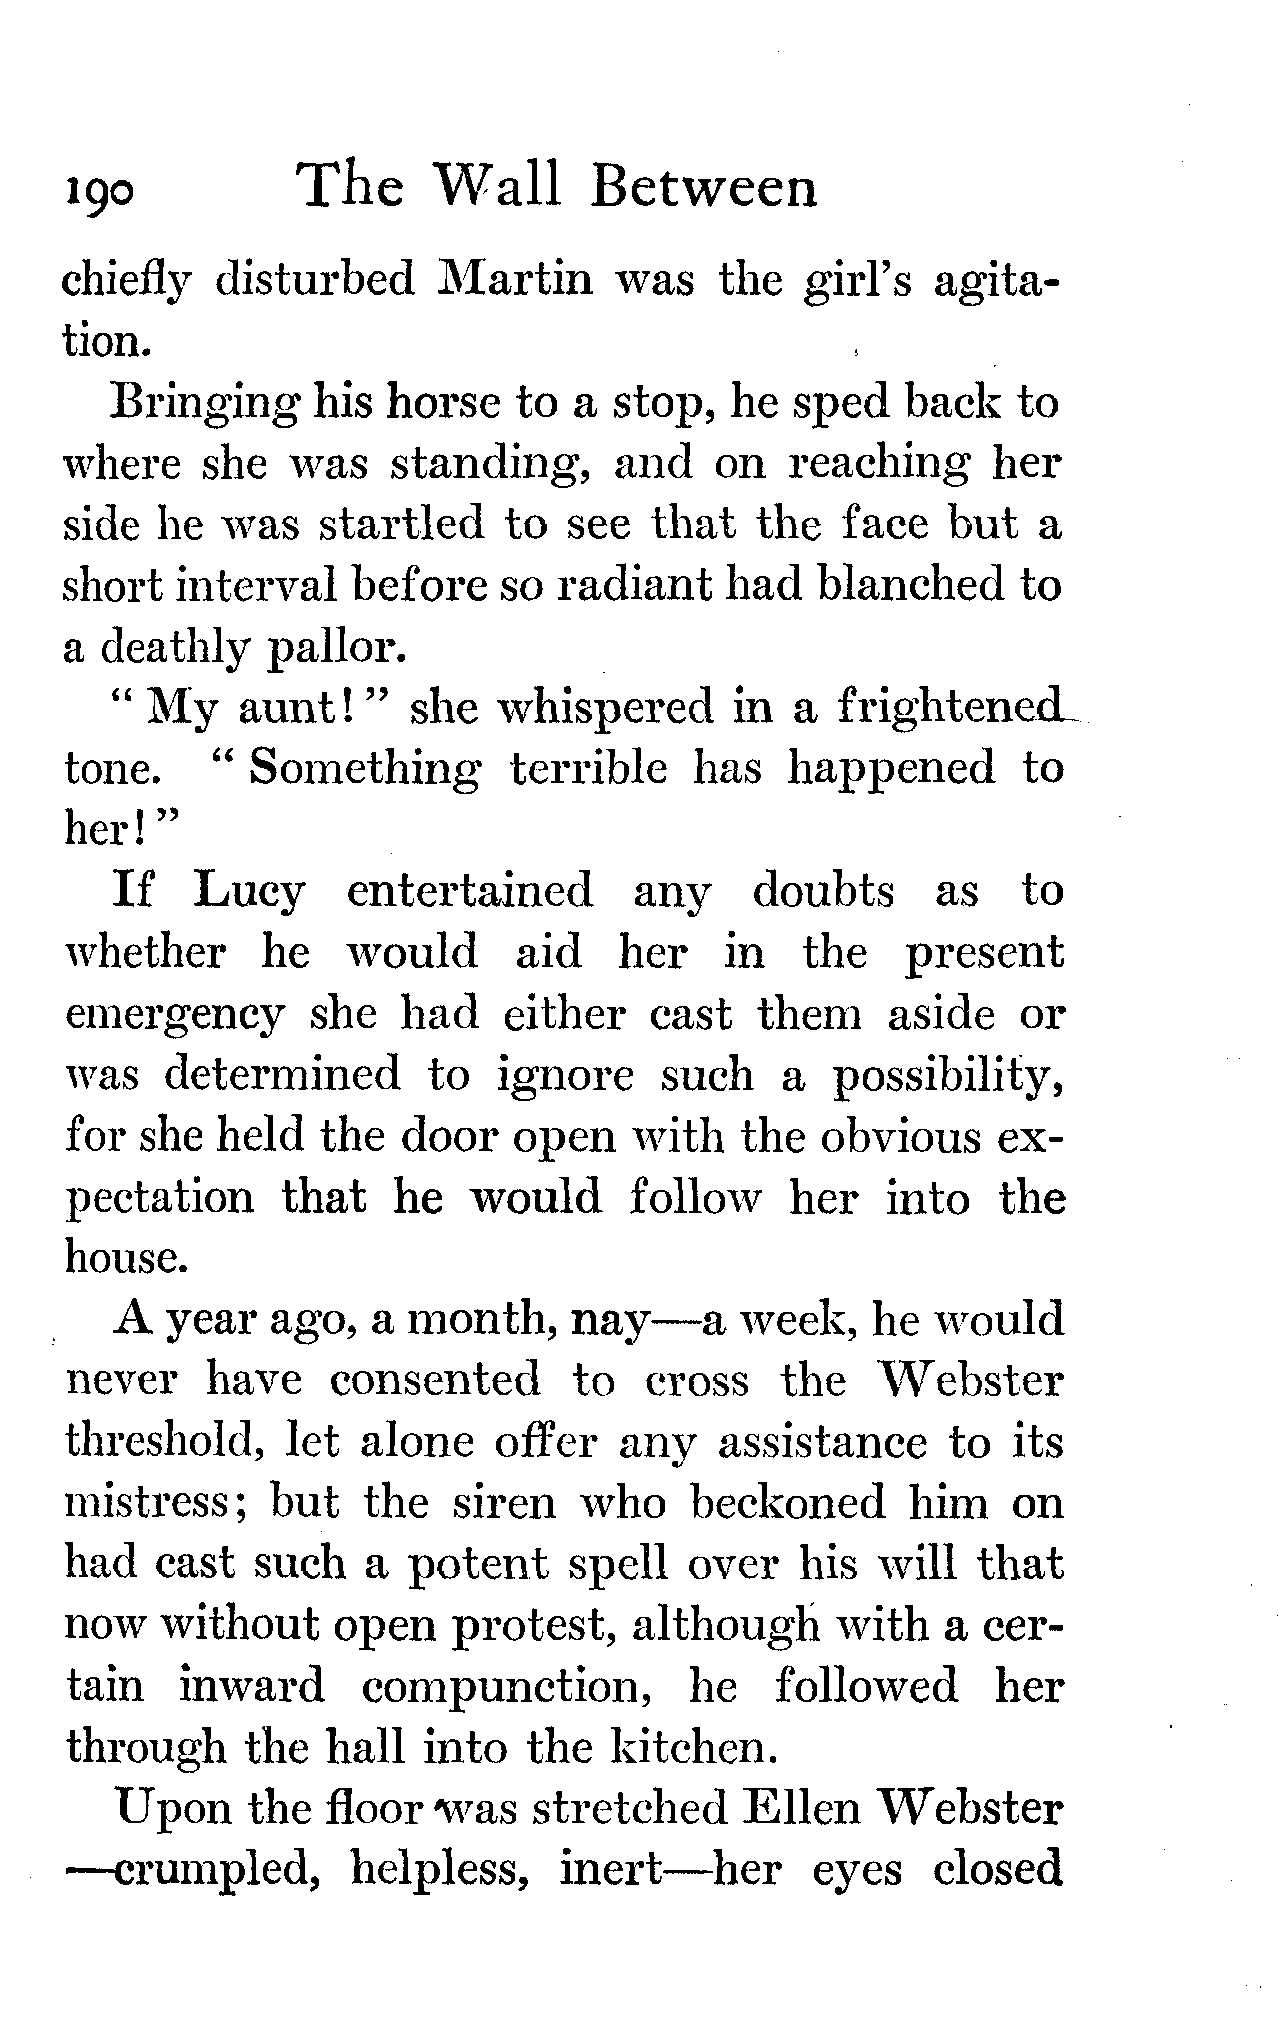 190 The Wall Between
chiefly disturbed Martin was the girl's agita-
tion.
Bringing his horse to a stop, he sped back to
where she was standing, and on reaching her
side he was startled to see that the face but a
short interval before so radiant had blanched to
a deathly pallor.
“ My aunt! ” she whispered in a frightened
tone. “ Something terrible has happened to
her! ”
If Lucy entertained any doubts as to
whether he would aid her in the present
emergency she had either cast them aside or
was determined to ignore such a possibility,
for she held the door open with the obvious ex-
pectation that he would follow her into the
house.
A year ago, a month, nay—a week, he would
never have consented to cross the Webster
threshold, let alone offer any assistance to its
mistress; but the siren who beckoned him on
had cast such a potent spell over his will that
now without open protest, although with a cer-
tain inward compunction, he followed her
through the hall into the kitchen.
Upon the floor was stretched Ellen Webster
—crumpled, helpless, inert—her eyes closed